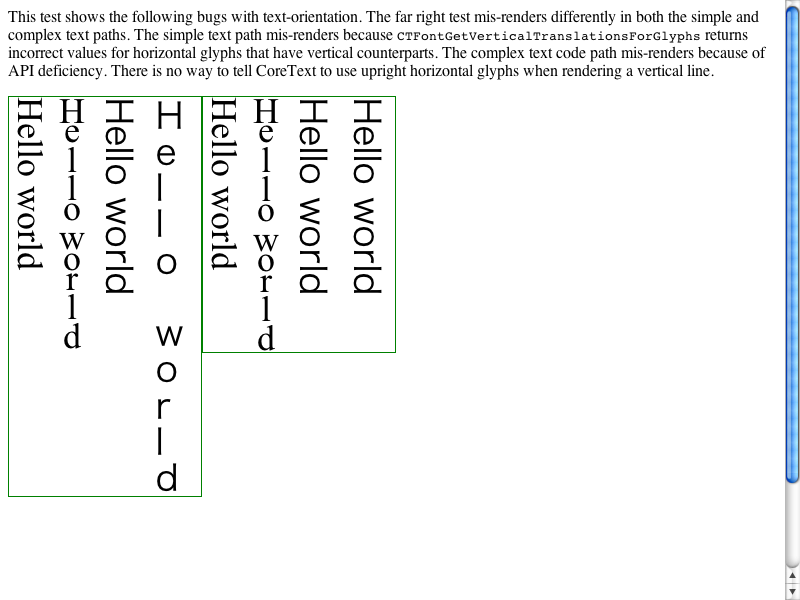 This test shows the following bugs with text-orientation. The far right test mis-renders differently in both the simple and
complex text paths. The simple text path mis-renders because CTFontGetVerticalTranslationsForGlyphs returns
incorrect values for horizontal glyphs that have vertical counterparts. The complex text code path mis-renders because of
API deficiency. There is no way to tell CoreText to use upright horizontal glyphs when rendering a vertical line.
Hello world
Hello world
Hello world
Hello world
Hello world
Hello world
Hello world
Hello world